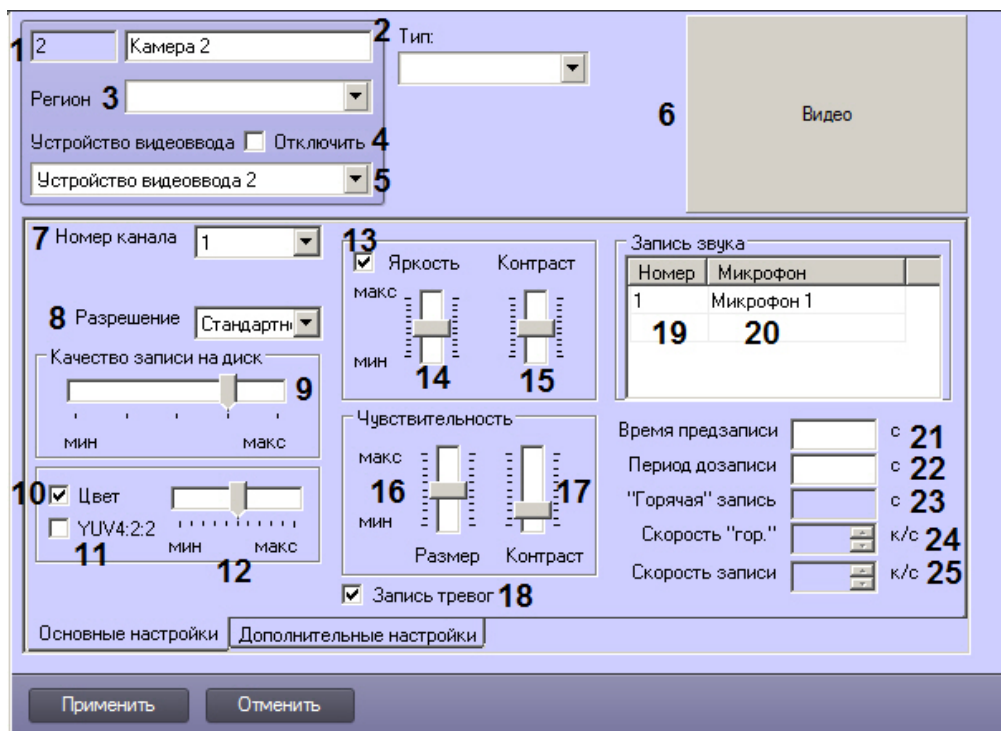 1 2 Камера 2 2 Тип:
Регион 3
6 Видео
Устройство видеоввода Отключить 4
Устройство видеоввода 2 5
7 Номер канала 1
8 Разрешение Стандартн
Качество записи на диск
9
мин макс
10 Цвет
YUV4:2:2
мин макс
11 12
13
Яркость Контраст
макс
мин
14 15
Чувствительность
макс
16 17
мин
Размер Контраст
Запись тревог 18
Запись звука
Номер Микрофон
1 Микрофон 1
19 20
Время предзаписи с 21
Период дозаписи с 22
"Горячая" запись с 23
Скорость "гор." к/с 24
Скорость записи к/с 25
Основные настройки Дополнительные настройки
Применить Отменить